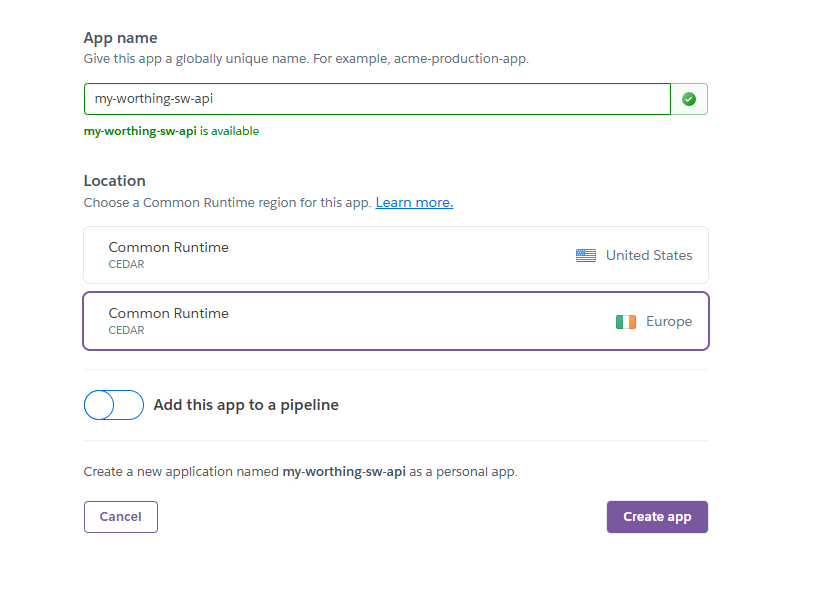 App name
Give this app a globally unique name. For example, acme-production-app.
my-worthing-sw-api
my-worthing-sw-api is available
Location
Choose a Common Runtime region for this app. Learn more.
Common Runtime
CEDAR
United States
Common Runtime
CEDAR
Europe
Add this app to a pipeline
Create a new application named my-worthing-sw-api as a personal app.
Cancel
Create app